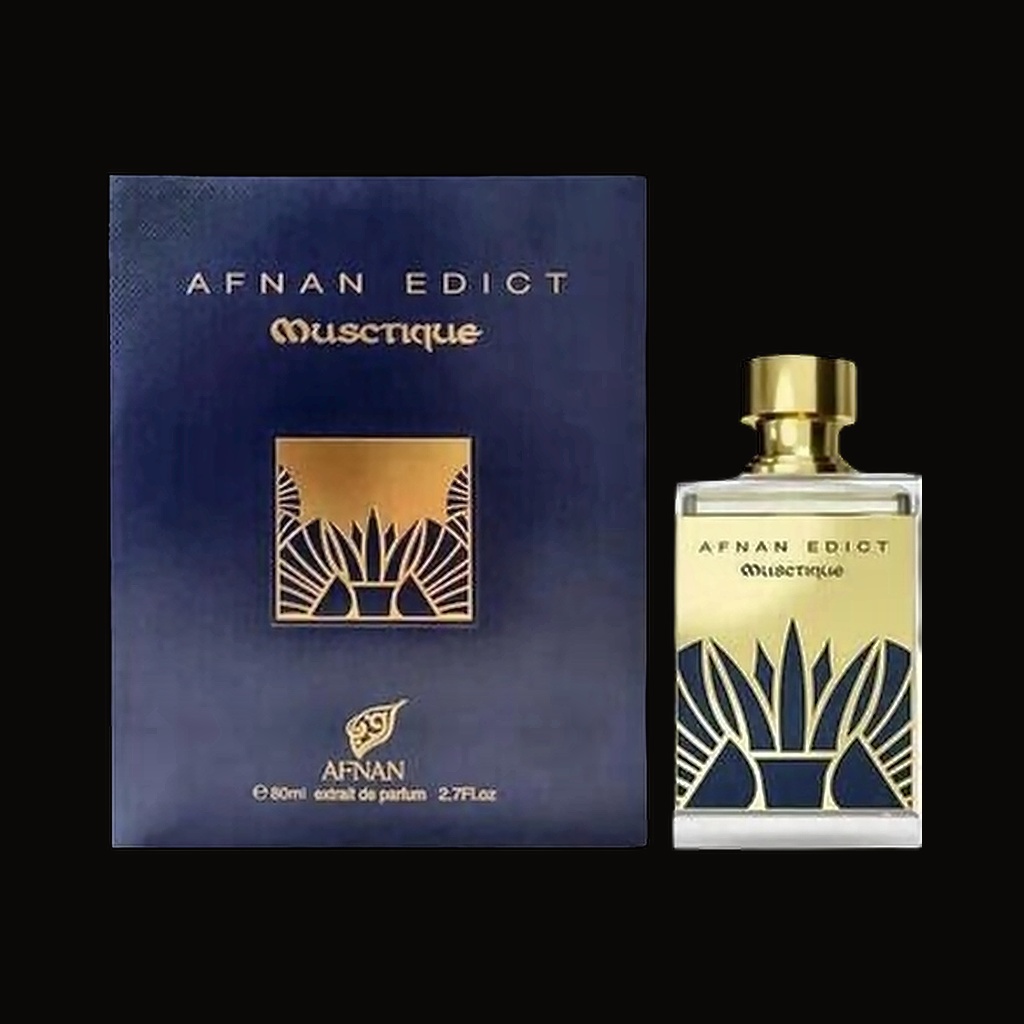 AFNAN EDICT
Musctique
AFNAN
℮ 80ml extrait de parfum 2.7Fl.oz
AFNAN EDICT
Musctique